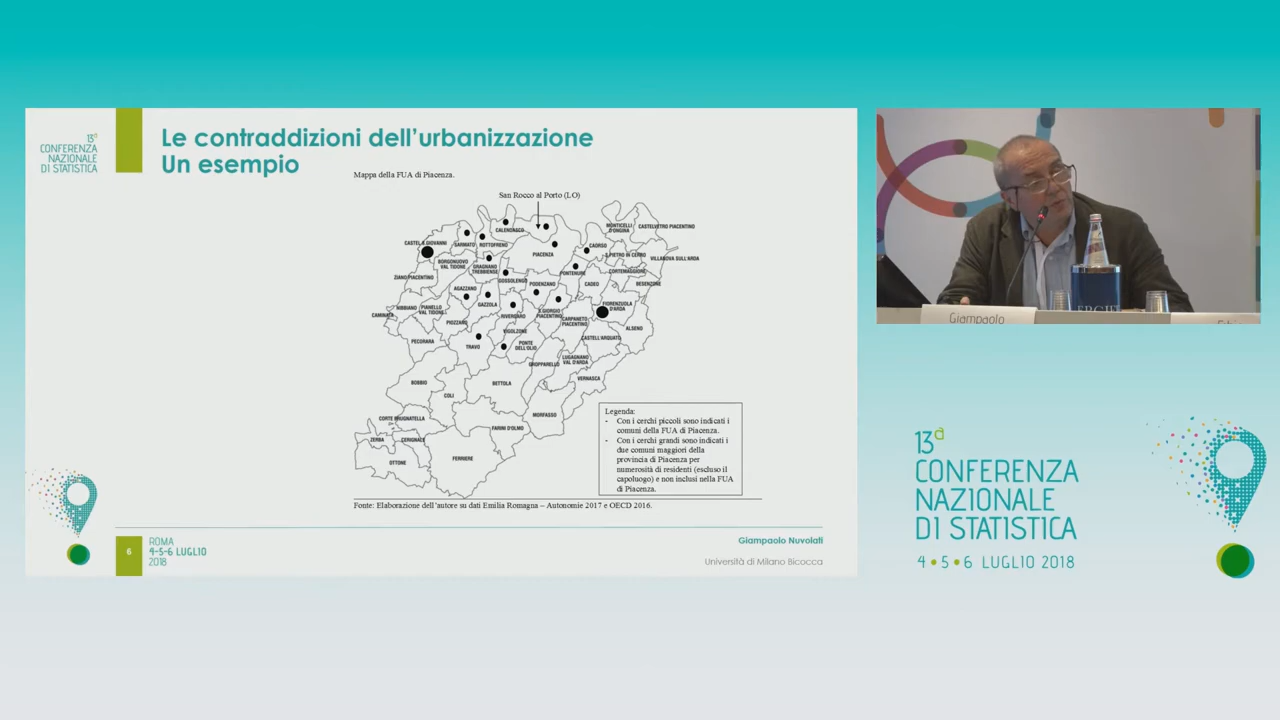 13ª
CONFERENZA
NAZIONALE
DI STATISTICA
Le contraddizioni dell'urbanizzazione
Un esempio
Mappa della FUA di Piacenza.
San Rocco al Porto (LO)
CALENDASCO
MONTICELLI
D'ONGINA
CASTELVETRO PIACENTINO
CASTEL S.GIOVANNI
SARMATO
ROTTOFRENO
CAORSO
PIACENZA
S.PIETRO IN CERRO
VILLANOVA SULL'ARDA
BORGONUOVO
VAL TIDONE
GRAGNANO
TREBBIENSE
PONTENURE
CORTEMAGGIORE
ZIANO PIACENTINO
GOSSOLENGO
PODENZANO
CADEO
BESENZONE
AGAZZANO
GAZZOLA
NIBBIANO
PIANELLO
VAL TIDONE
CAMINATA
RIVERGARO
S.GIORGIO
PIACENTINO
FIORENZUOLA
D'ARDA
CARPANETO
PIACENTINO
PIOZZANO
VIGOLZONE
ALSENO
PECORARA
TRAVO
PONTE
DELL'OLIO
CASTELL'ARQUATO
GROPPARELLO
LUGAGNANO
VAL D'ARDA
BOBBIO
BETTOLA
VERNASCA
COLI
MORFASSO
CORTE BRUGNATELLA
FARINI D'OLMO
ZERBA
CERIGNALE
OTTONE
FERRIERE
Legenda:
- Con i cerchi piccoli sono indicati i
comuni della FUA di Piacenza.
- Con i cerchi grandi sono indicati i
due comuni maggiori della
provincia di Piacenza per
numerosità di residenti (escluso il
capoluogo) e non inclusi nella FUA
di Piacenza.
Fonte: Elaborazione dell'autore su dati Emilia Romagna – Autonomie 2017 e OECD 2016.
6
ROMA
4-5-6 LUGLIO
2018
Giampaolo Nuvolati
Università di Milano Bicocca
Giampaolo
13ª
CONFERENZA
NAZIONALE
DI STATISTICA
4 • 5 • 6 LUGLIO 2018